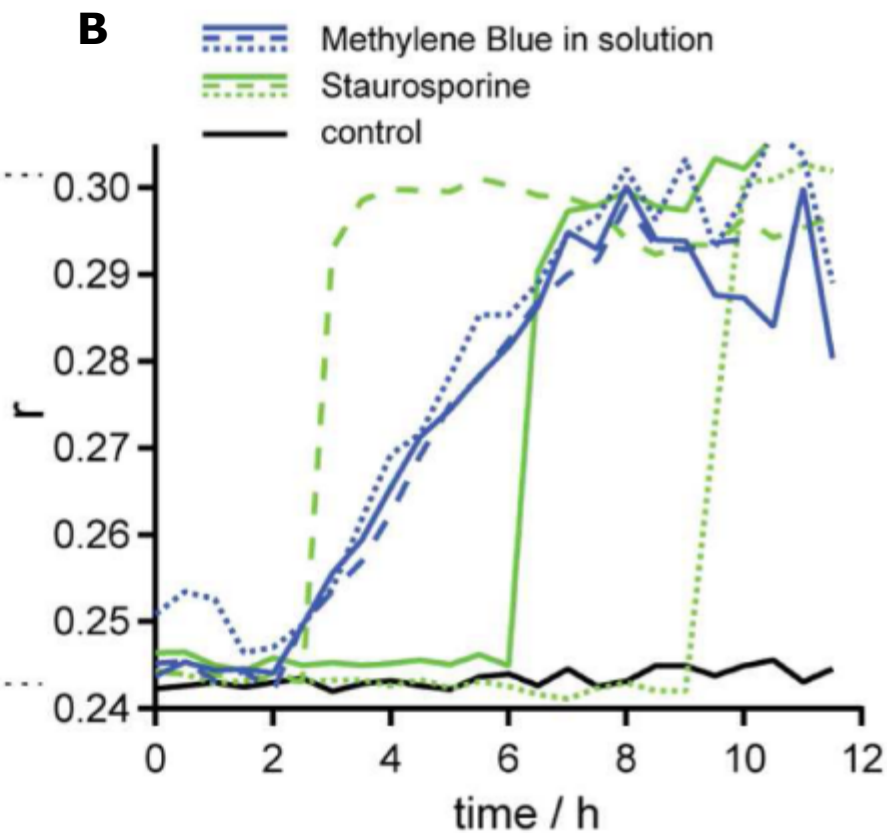 B
Methylene Blue in solution
Staurosporine
control
0.30
0.29
0.28
0.27
0.26
0.25
0.24
r
0 2 4 6 8 10 12
time / h